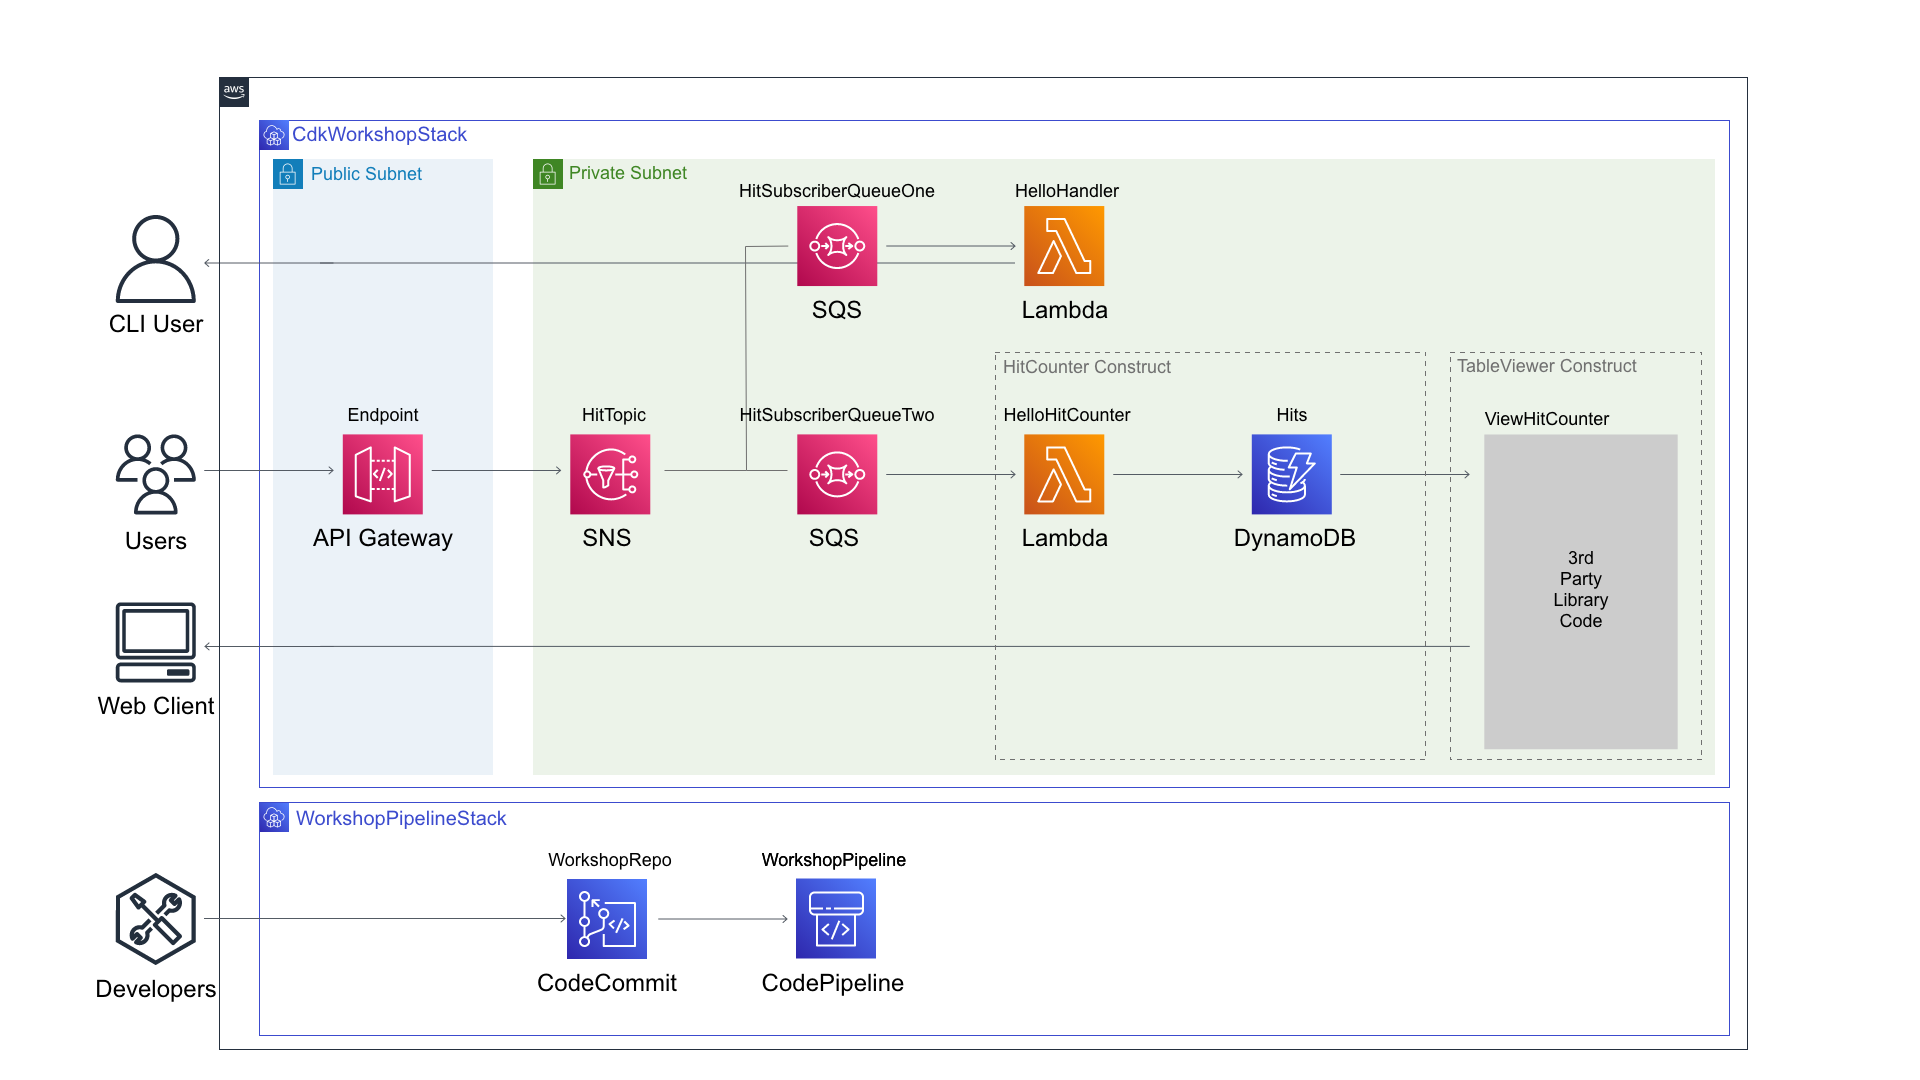 aws
CdkWorkshopStack
Public Subnet
Private Subnet
HitSubscriberQueueOne
HelloHandler
SQS
Lambda
CLI User
HitCounter Construct
TableViewer Construct
Endpoint
HitTopic
HitSubscriberQueueTwo
HelloHitCounter
Hits
ViewHitCounter
Users
API Gateway
SNS
SQS
Lambda
DynamoDB
3rd
Party
Library
Code
Web Client
WorkshopPipelineStack
WorkshopRepo
WorkshopPipeline
Developers
CodeCommit
CodePipeline